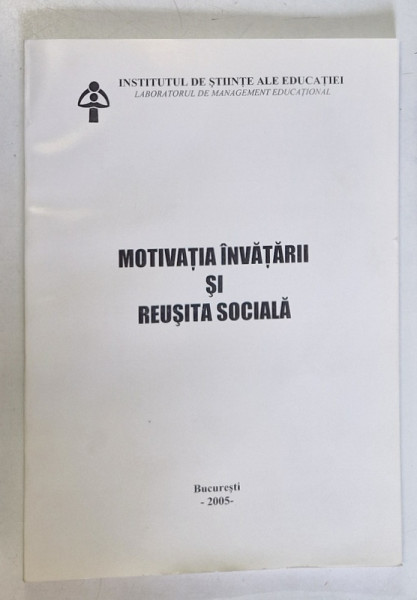 INSTITUTUL DE ŞTIINŢE ALE EDUCAŢIEI
LABORATORUL DE MANAGEMENT EDUCAŢIONAL
MOTIVAŢIA ÎNVĂŢĂRII
ŞI
REUŞITA SOCIALĂ
Bucureşti
- 2005-